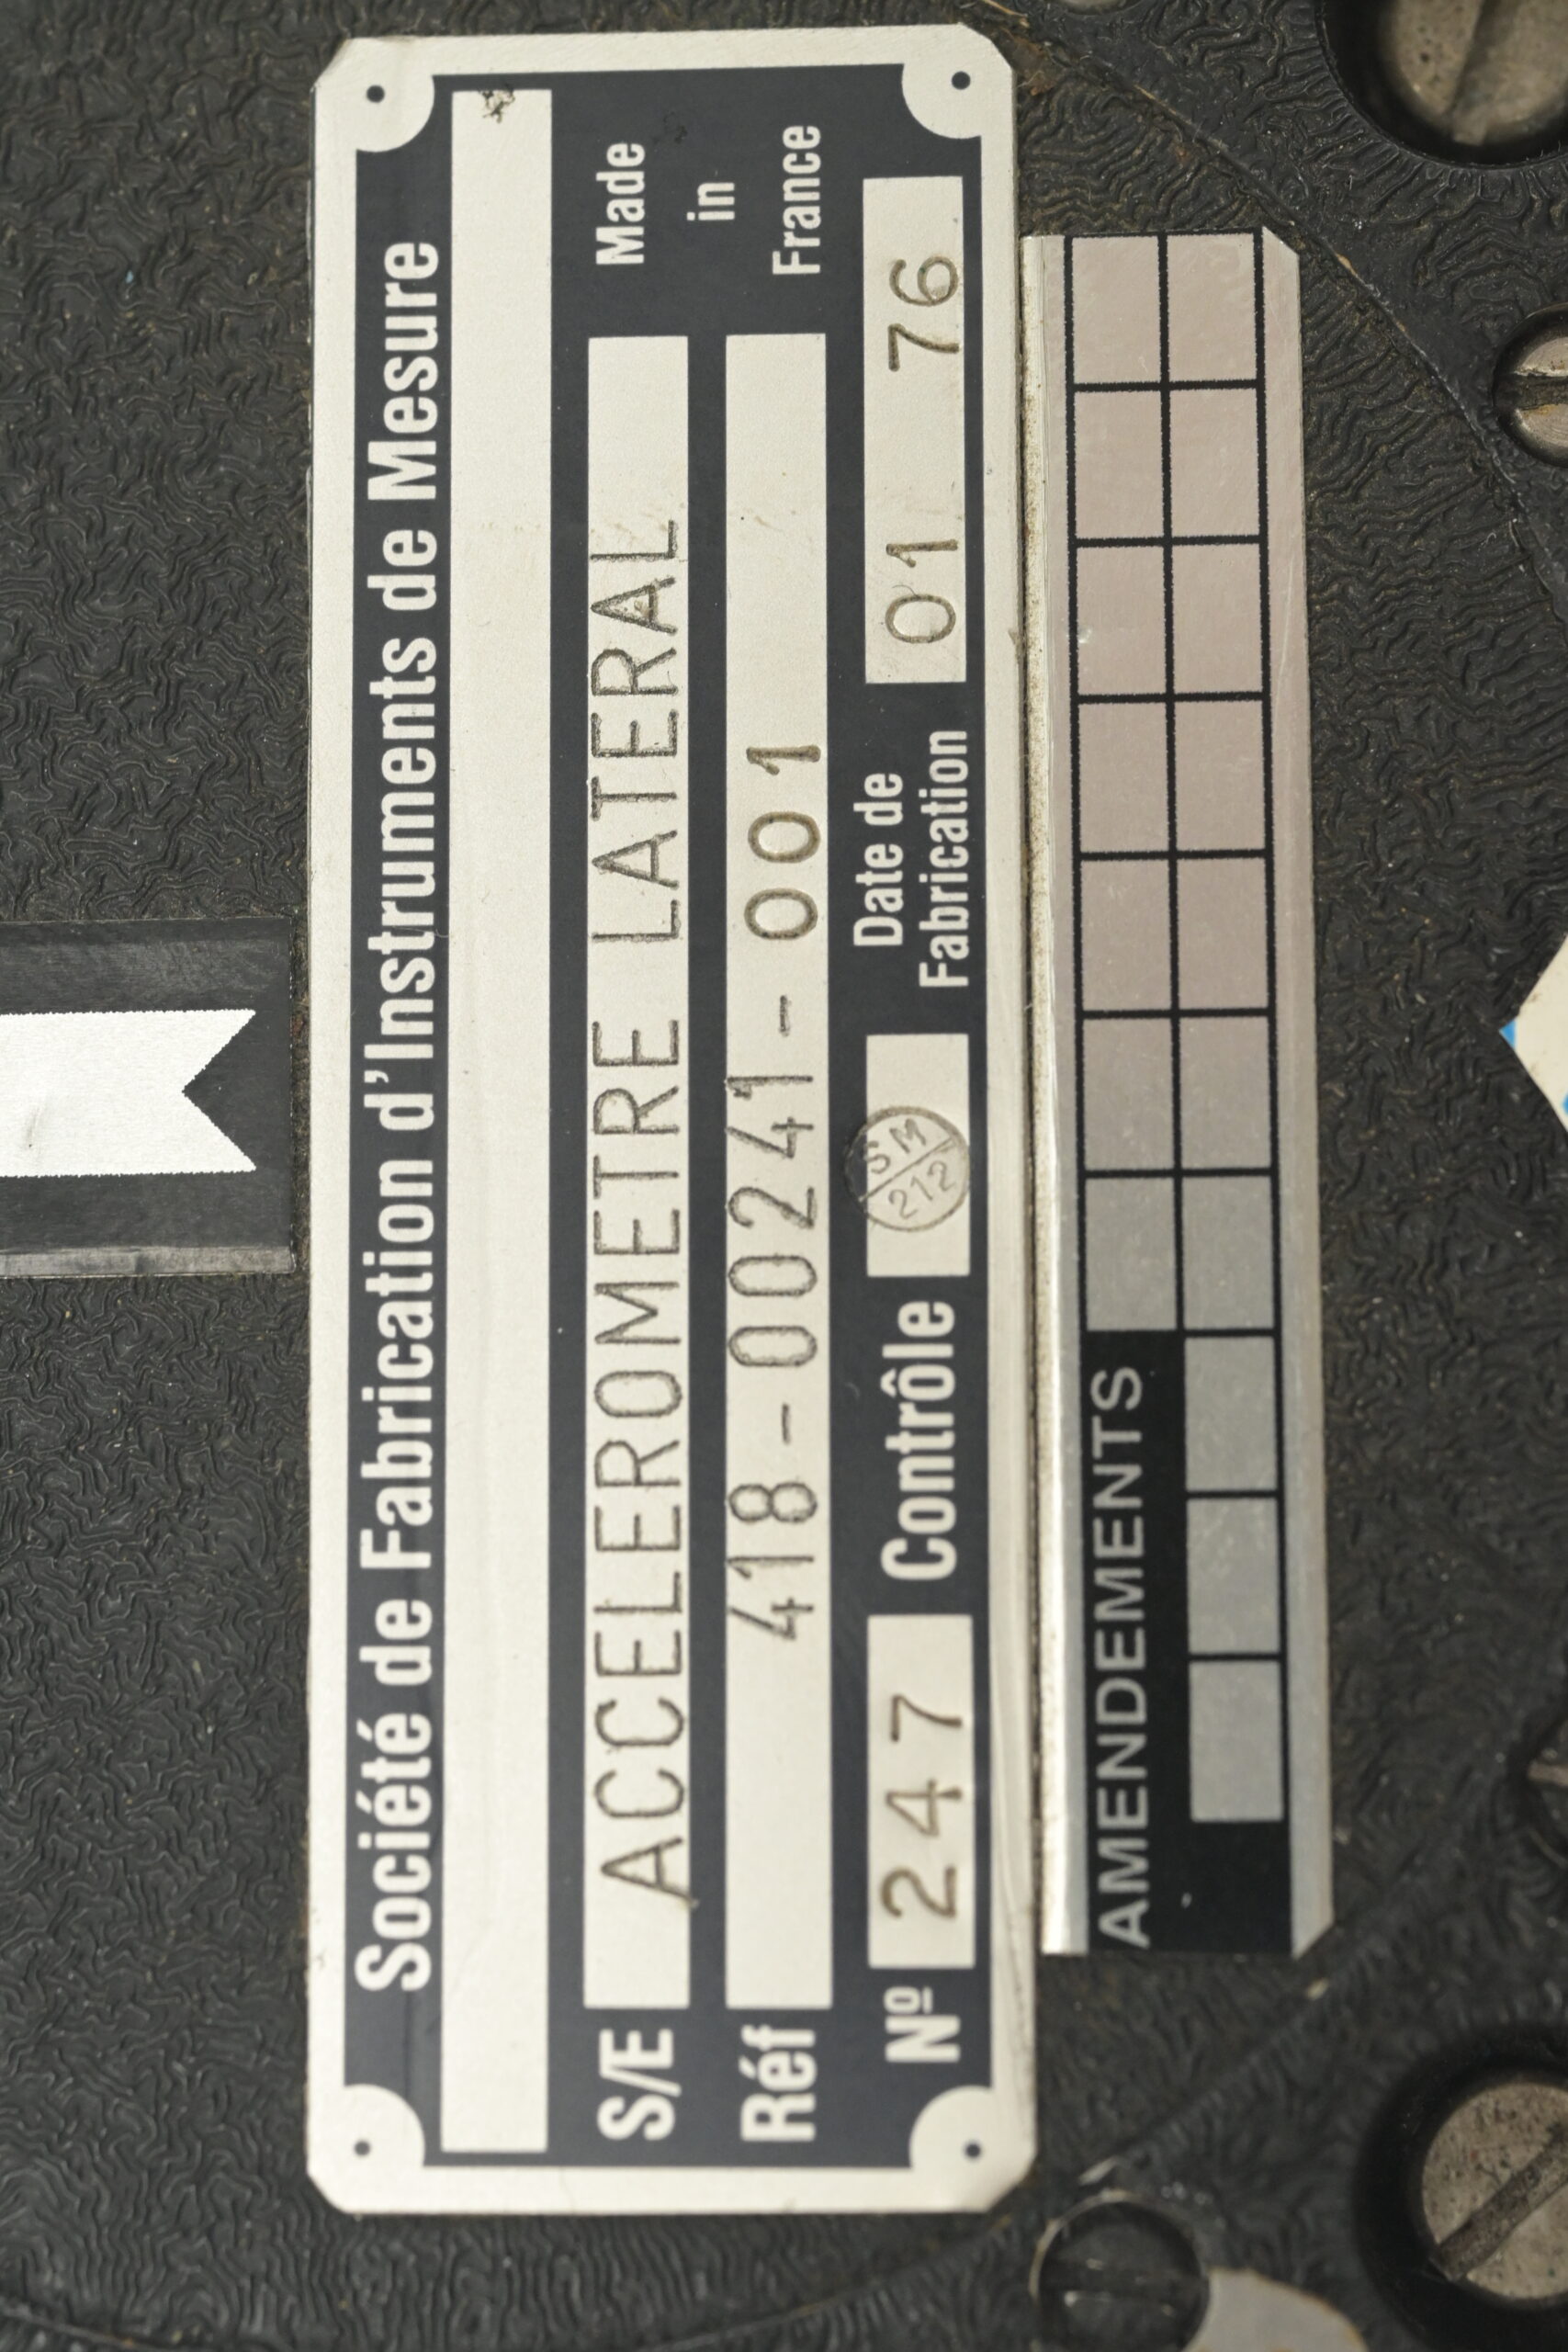 Société de Fabrication d'Instruments de Mesure
S/E ACCELEROMETRE LATERAL
Réf 418-00241-001
Made
in
France
Nº 247 Contrôle SM 212 Date de Fabrication 01 76
AMENDEMENTS